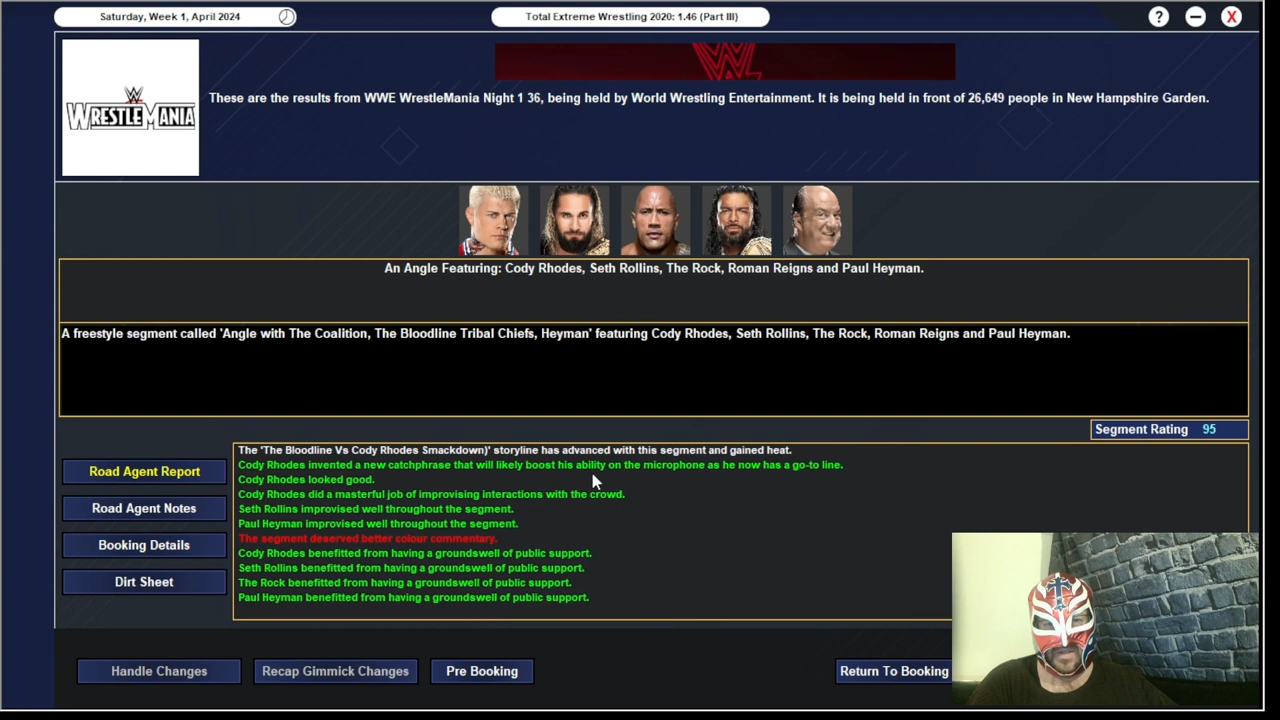 Saturday, Week 1, April 2024
Total Extreme Wrestling 2020: 1.46 (Part III)
?
X
W
WRESTLEMANIA
These are the results from WWE WrestleMania Night 1 36, being held by World Wrestling Entertainment. It is being held in front of 26,649 people in New Hampshire Garden.
An Angle Featuring: Cody Rhodes, Seth Rollins, The Rock, Roman Reigns and Paul Heyman.
A freestyle segment called 'Angle with The Coalition, The Bloodline Tribal Chiefs, Heyman' featuring Cody Rhodes, Seth Rollins, The Rock, Roman Reigns and Paul Heyman.
Segment Rating 95
Road Agent Report
Road Agent Notes
Booking Details
Dirt Sheet
The 'The Bloodline Vs Cody Rhodes Smackdown)' storyline has advanced with this segment and gained heat.
Cody Rhodes invented a new catchphrase that will likely boost his ability on the microphone as he now has a go-to line.
Cody Rhodes looked good.
Cody Rhodes did a masterful job of improvising interactions with the crowd.
Seth Rollins improvised well throughout the segment.
Paul Heyman improvised well throughout the segment.
The segment deserved better colour commentary.
Cody Rhodes benefitted from having a groundswell of public support.
Seth Rollins benefitted from having a groundswell of public support.
The Rock benefitted from having a groundswell of public support.
Paul Heyman benefitted from having a groundswell of public support.
Handle Changes
Recap Gimmick Changes
Pre Booking
Return To Booking